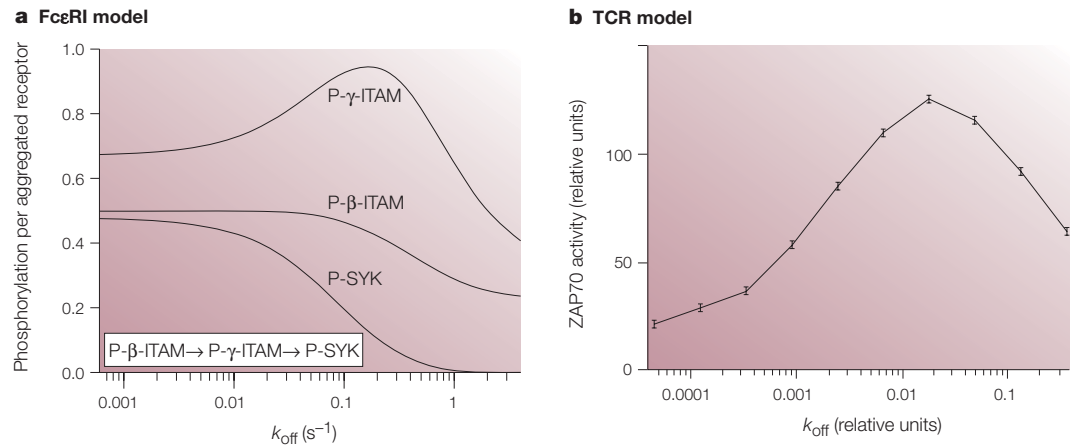 a FcεRI model
Phosphorylation per aggregated receptor
1.0
0.8
0.6
0.4
0.2
0.0
P-γ-ITAM
P-β-ITAM
P-SYK
P-β-ITAM→ P-γ-ITAM→ P-SYK
0.001
0.01
0.1
1
koff (s⁻¹)
b TCR model
ZAP70 activity (relative units)
100
50
0
0.0001
0.001
0.01
0.1
koff (relative units)